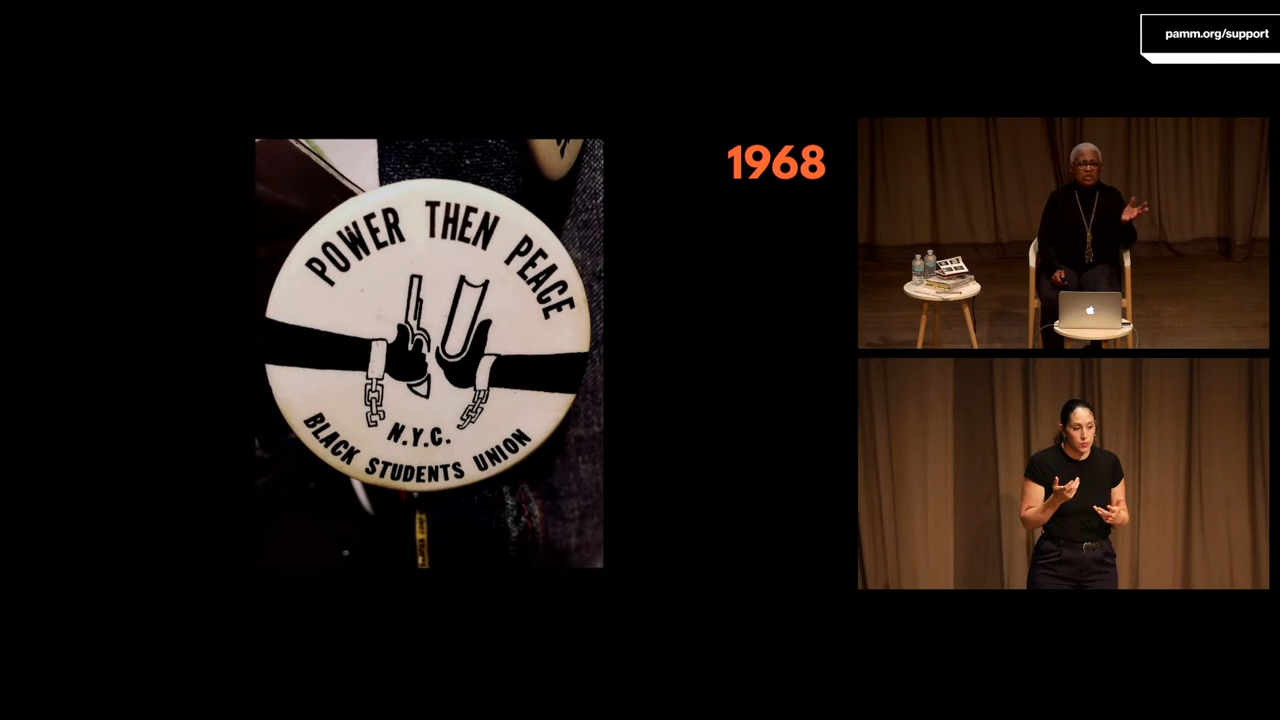 pamm.org/support
1968
POWER THEN PEACE
N.Y.C.
BLACK STUDENTS UNION